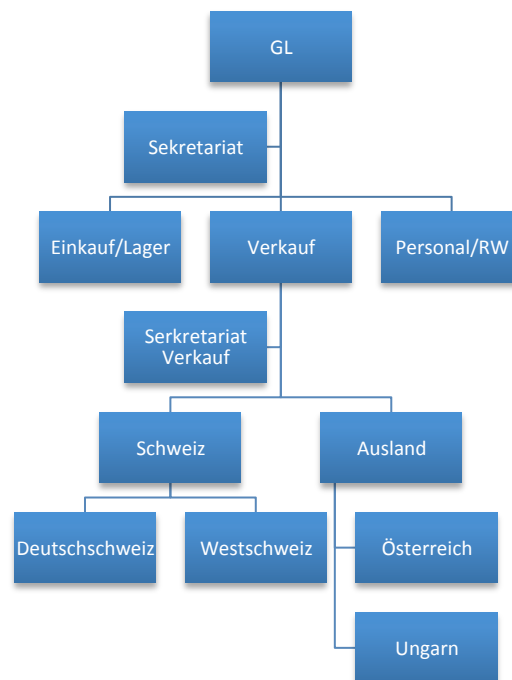 GL
Sekretariat
Einkauf/Lager
Verkauf
Personal/RW
Serkretariat
Verkauf
Schweiz
Ausland
Deutschschweiz
Westschweiz
Österreich
Ungarn